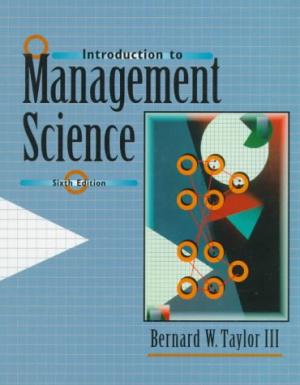 Introduction to
Management
Science
Sixth Edition
Bernard W. Taylor III